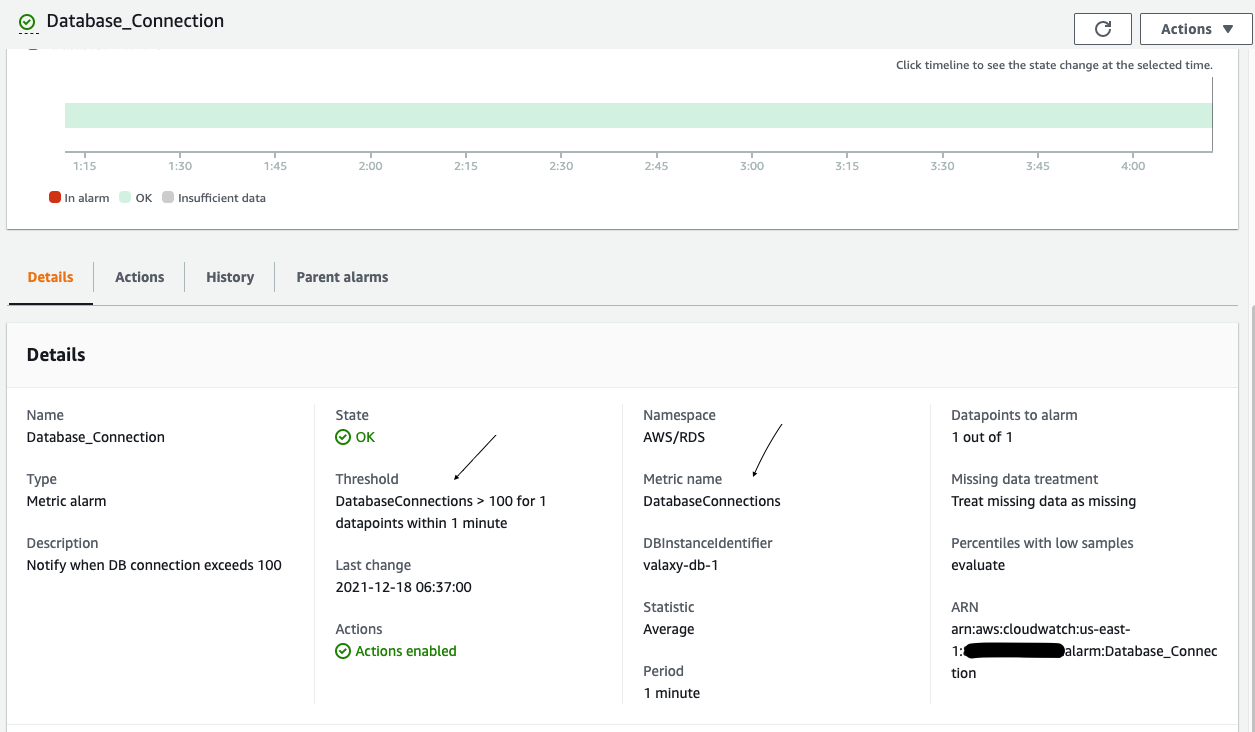 Database_Connection
Actions
Click timeline to see the state change at the selected time.
1:15 1:30 1:45 2:00 2:15 2:30 2:45 3:00 3:15 3:30 3:45 4:00
In alarm OK Insufficient data
Details Actions History Parent alarms
Details
Name
Database_Connection
Type
Metric alarm
Description
Notify when DB connection exceeds 100
State
OK
Threshold
DatabaseConnections > 100 for 1
datapoints within 1 minute
Last change
2021-12-18 06:37:00
Actions
Actions enabled
Namespace
AWS/RDS
Metric name
DatabaseConnections
DBInstanceIdentifier
valaxy-db-1
Statistic
Average
Period
1 minute
Datapoints to alarm
1 out of 1
Missing data treatment
Treat missing data as missing
Percentiles with low samples
evaluate
ARN
arn:aws:cloudwatch:us-east-
1: alarm:Database_Connec
tion